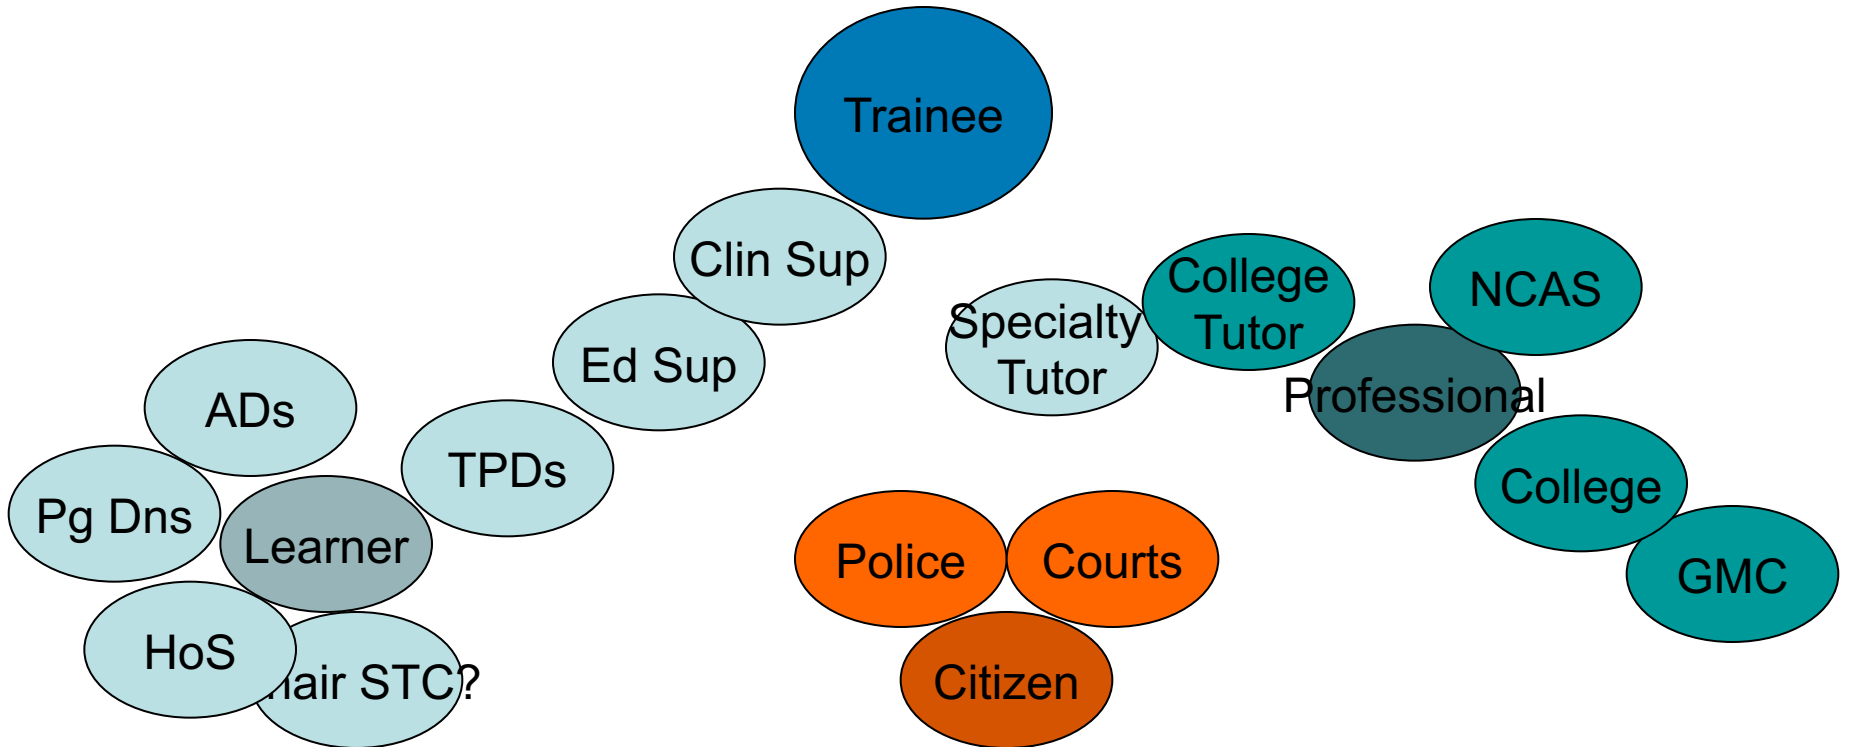 Trainee
Clin Sup
College
Tutor
NCAS
Specialty
Tutor
Ed Sup
Professional
ADs
TPDs
College
Pg Dns
Learner
Police
Courts
GMC
HoS
hair STC?
Citizen